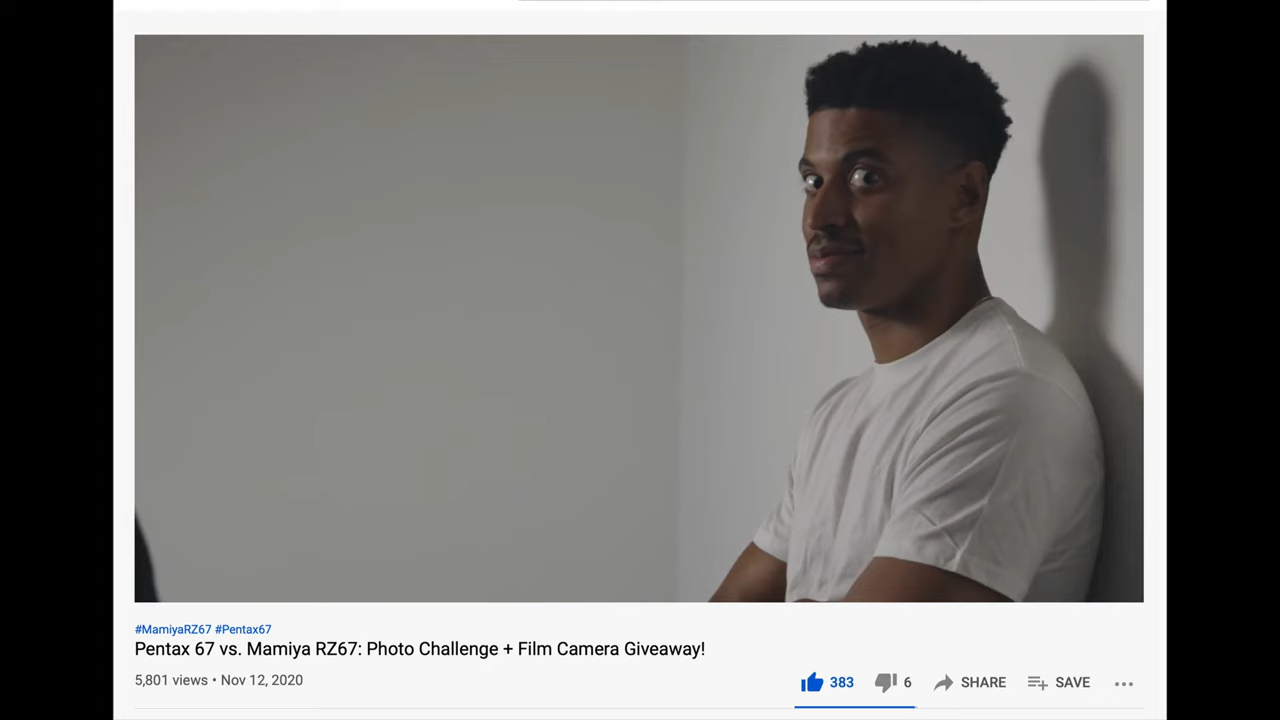 #MamiyaRZ67 #Pentax67
Pentax 67 vs. Mamiya RZ67: Photo Challenge + Film Camera Giveaway!
5,801 views • Nov 12, 2020
383 6 SHARE SAVE